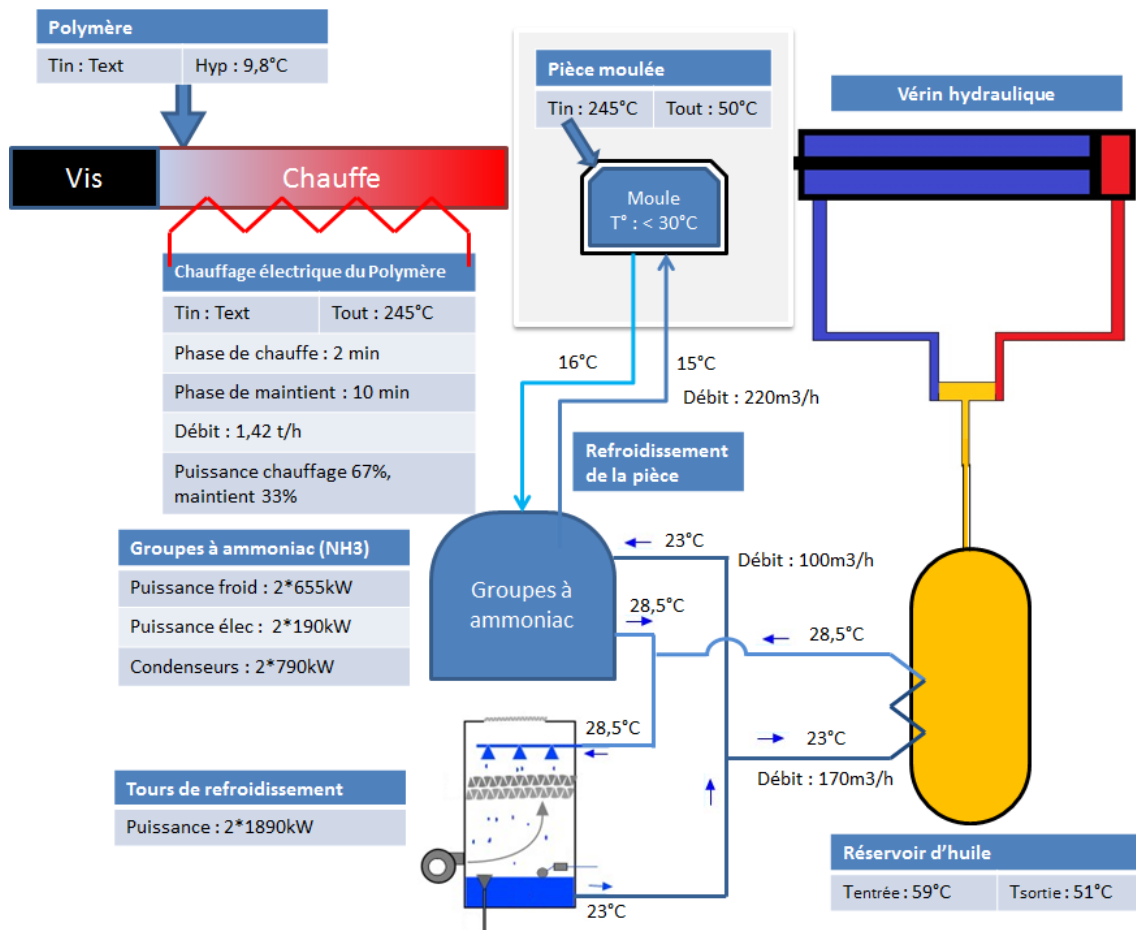 Polymère
Tin : Text
Hyp : 9,8°C
Vis
Chauffe
Chauffage électrique du Polymère
Tin : Text
Tout : 245°C
Phase de chauffe : 2 min
Phase de maintient : 10 min
Débit : 1,42 t/h
Puissance chauffage 67%,
maintient 33%
Pièce moulée
Tin : 245°C
Tout : 50°C
Moule
T° : < 30°C
16°C
15°C
Débit : 220m3/h
Refroidissement
de la pièce
Vérin hydraulique
Groupes à ammoniac (NH3)
Puissance froid : 2*655kW
Puissance élec : 2*190kW
Condenseurs : 2*790kW
Groupes à
ammoniac
23°C
Débit : 100m3/h
28,5°C
28,5°C
28,5°C
23°C
Débit : 170m3/h
Tours de refroidissement
Puissance : 2*1890kW
23°C
Réservoir d'huile
Tentrée : 59°C
Tsortie : 51°C